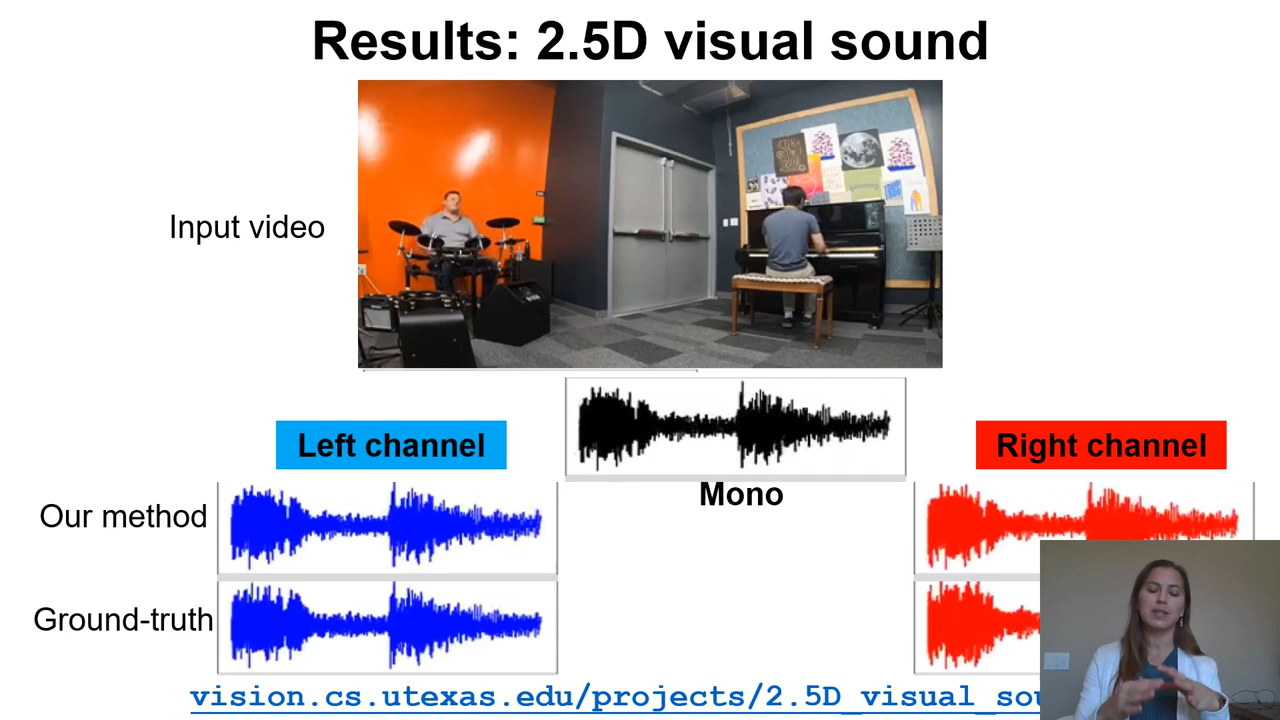 Results: 2.5D visual sound
Input video
Left channel
Right channel
Mono
Our method
Ground-truth
vision.cs.utexas.edu/projects/2.5D_visual_sou